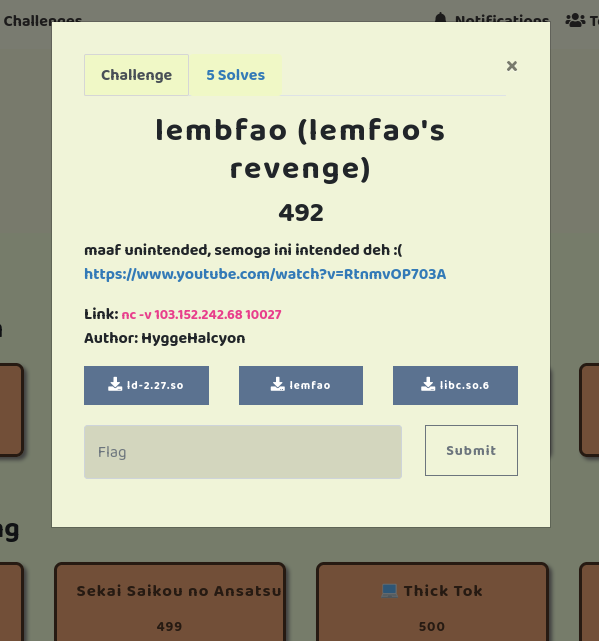 Challenges
Notifications
Challenge
5 Solves
×
lembfao (lemfao's
revenge)
492
maaf unintended, semoga ini intended deh :(
https://www.youtube.com/watch?v=RtnmvOP703A
Link: nc -v 103.152.242.68 10027
Author: HyggeHalcyon
ld-2.27.so
lemfao
libc.so.6
Flag
Submit
Sekai Saikou no Ansatsu
Thick Tok
499
500